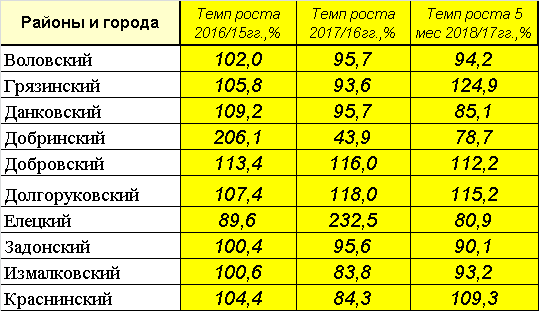 Районы и города Темп роста 2016/15гг.,% Темп роста 2017/16гг.,% Темп роста 5 мес 2018/17гг.,%
Воловский 102,0 95,7 94,2
Грязинский 105,8 93,6 124,9
Данковский 109,2 95,7 85,1
Добринский 206,1 43,9 78,7
Добровский 113,4 116,0 112,2
Долгоруковский 107,4 118,0 115,2
Елецкий 89,6 232,5 80,9
Задонский 100,4 95,6 90,1
Измалковский 100,6 83,8 93,2
Краснинский 104,4 84,3 109,3